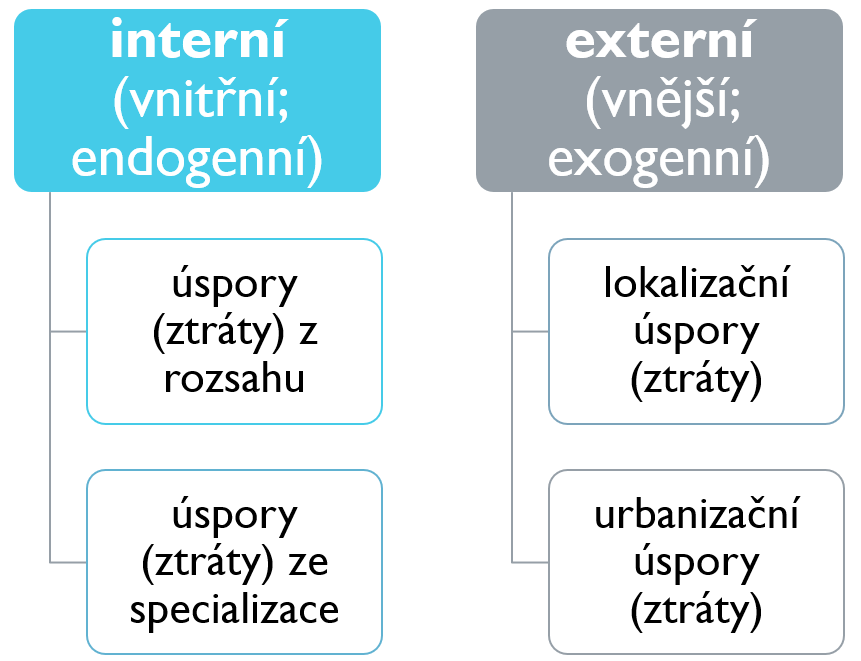 interní
(vnitřní;
endogenní)
úspory
(ztráty) z
rozsahu
úspory
(ztráty) ze
specializace
externí
(vnější;
exogenní)
lokalizační
úspory
(ztráty)
urbanizační
úspory
(ztráty)